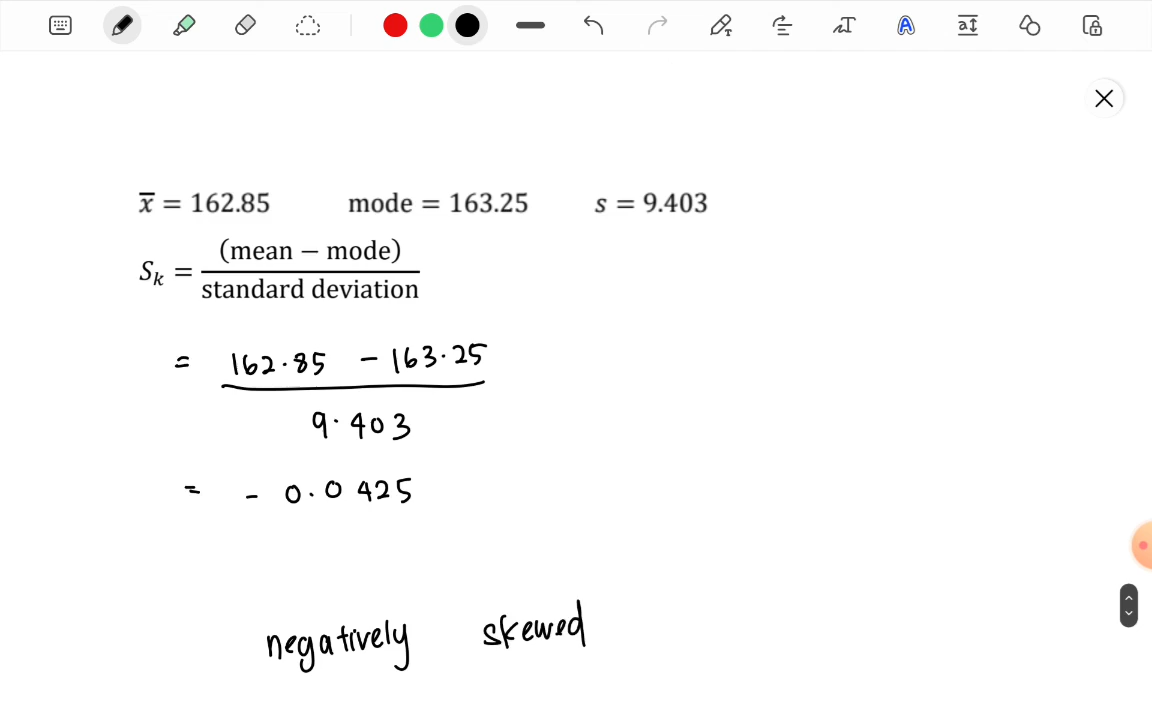 x̄ = 162.85 mode = 163.25 s = 9.403
Sₖ = (mean − mode)
standard deviation
= 162.85 - 163.25
9.403
= - 0.0425
negatively skewed